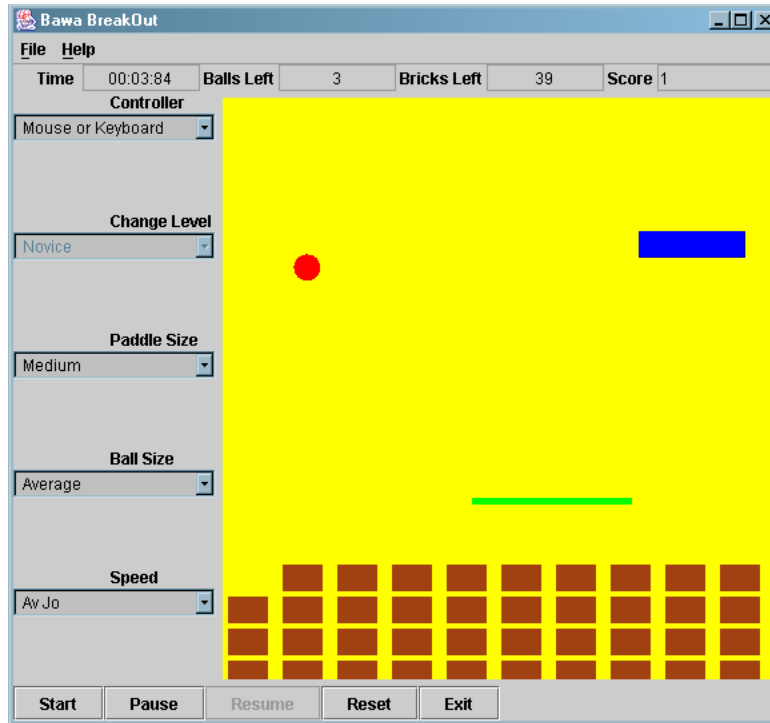 Bawa BreakOut
File Help
Time 00:03:84 Balls Left 3 Bricks Left 39 Score 1
Controller
Mouse or Keyboard
Change Level
Novice
Paddle Size
Medium
Ball Size
Average
Speed
Av Jo
Start Pause Resume Reset Exit